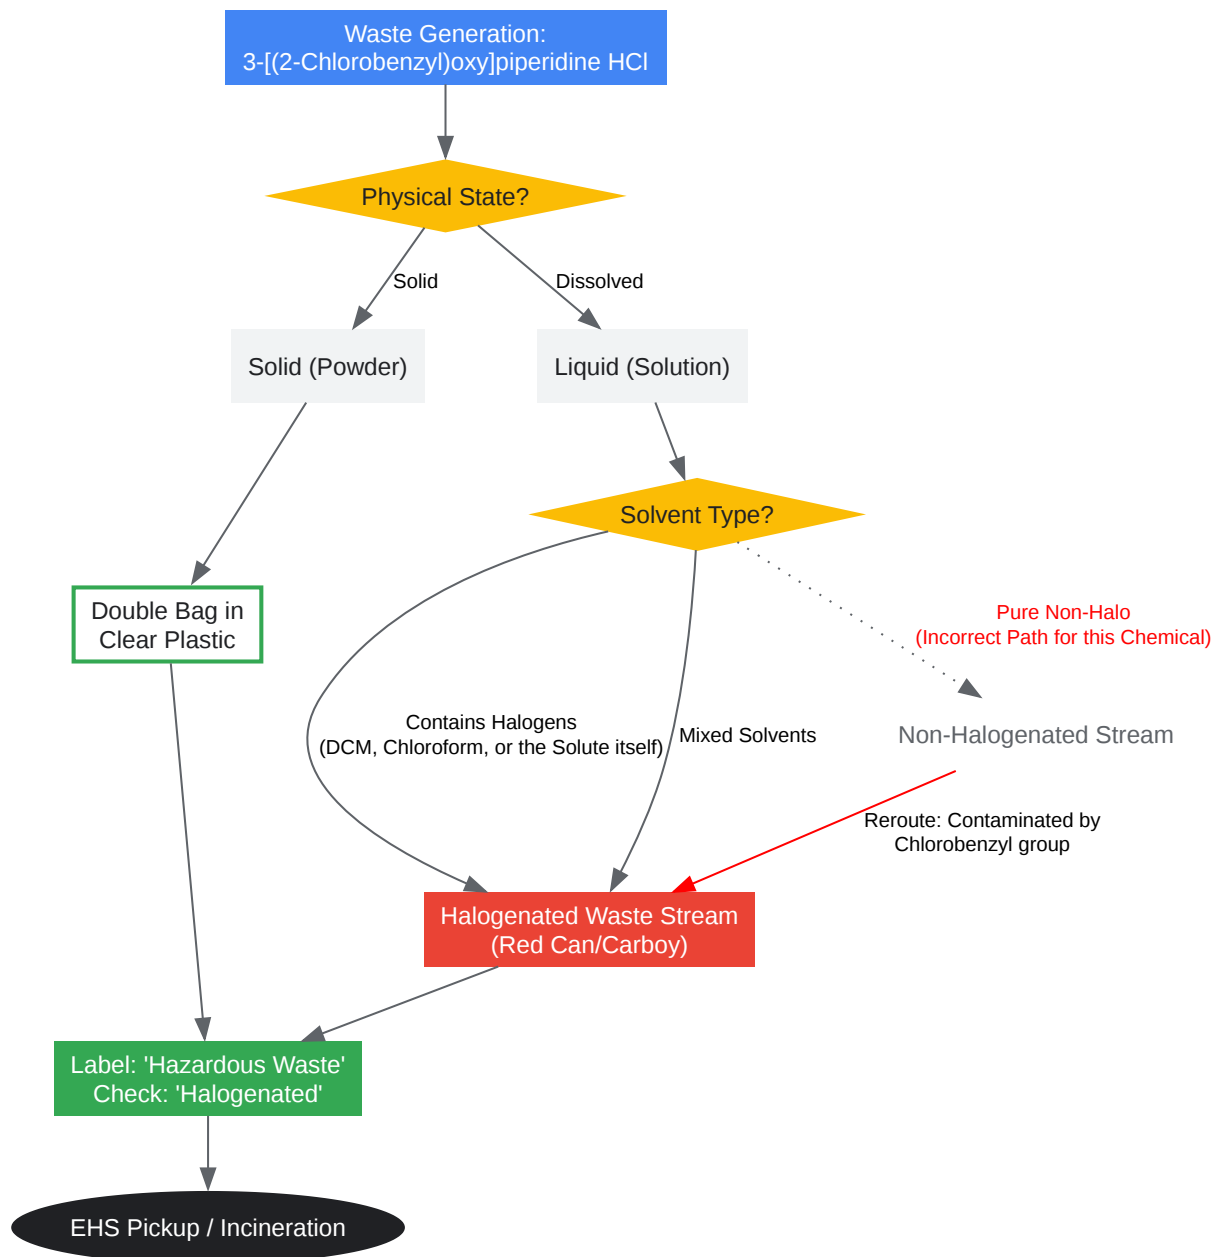 Waste Generation:
3-[(2-Chlorobenzyl)oxy]piperidine HCl
Physical State?
Solid
Dissolved
Solid (Powder)
Liquid (Solution)
Solvent Type?
Double Bag in
Clear Plastic
Pure Non-Halo
(Incorrect Path for this Chemical)
Contains Halogens
(DCM, Chloroform, or the Solute itself)
Mixed Solvents
Non-Halogenated Stream
Reroute: Contaminated by
Chlorobenzyl group
Halogenated Waste Stream
(Red Can/Carboy)
Label: 'Hazardous Waste'
Check: 'Halogenated'
EHS Pickup / Incineration